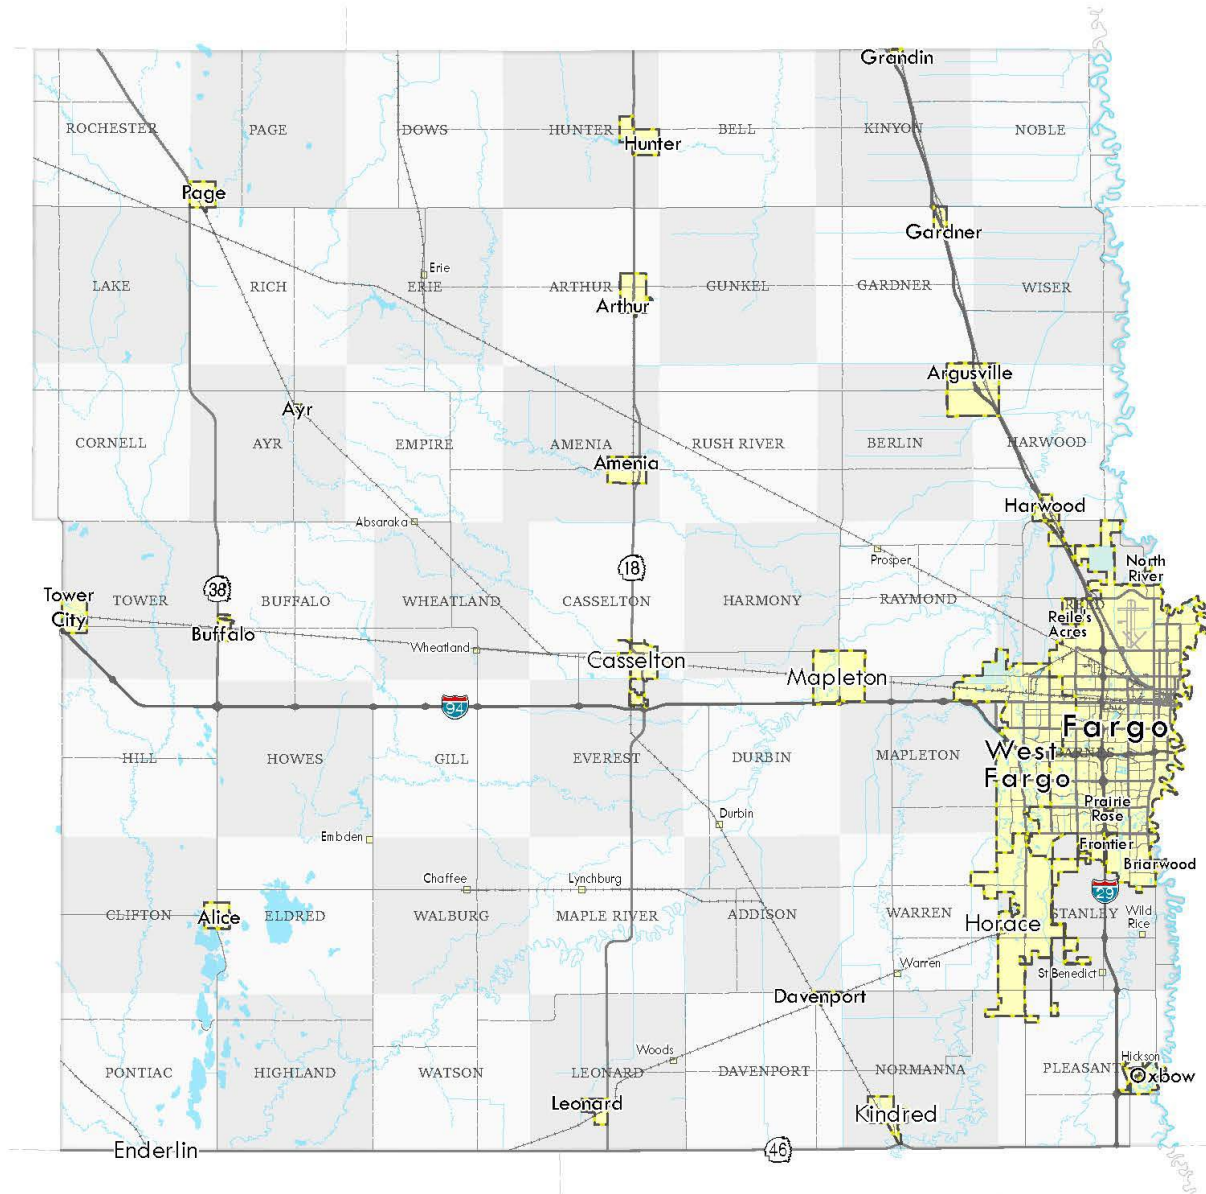 Grandin
ROCHESTER
PAGE
DOWS
HUNTER
BELL
KINYON
NOBLE
Hunter
Page
Gardner
Erie
LAKE
RICH
ERIE
ARTHUR
GUNKEL
GARDNER
WISER
Arthur
Argusville
Ayr
CORNELL
AYR
EMPIRE
AMENIA
RUSH RIVER
BERLIN
HARWOOD
Amenia
Harwood
Absaraka
Prosper
North
River
18
38
Tower
City
TOWER
BUFFALO
WHEATLAND
CASSELTON
HARMONY
RAYMOND
REED
Reile's
Acres
Buffalo
Wheatland
Casselton
Mapleton
94
Fargo
West
Fargo
HILL
HOWES
GILL
EVEREST
DURBIN
MAPLETON
BARNES
Prairie
Rose
Durbin
Embden
Frontier
Briarwood
Chaffee
Lynchburg
29
CLIFTON
Alice
ELDRED
WALBURG
MAPLE RIVER
ADDISON
WARREN
Horace
STANLEY
Wild
Rice
Warren
St Benedict
Davenport
Woods
Hickson
PONTIAC
HIGHLAND
WATSON
LEONARD
DAVENPORT
NORMANNA
PLEASANT
Oxbow
Leonard
Kindred
Enderlin
46